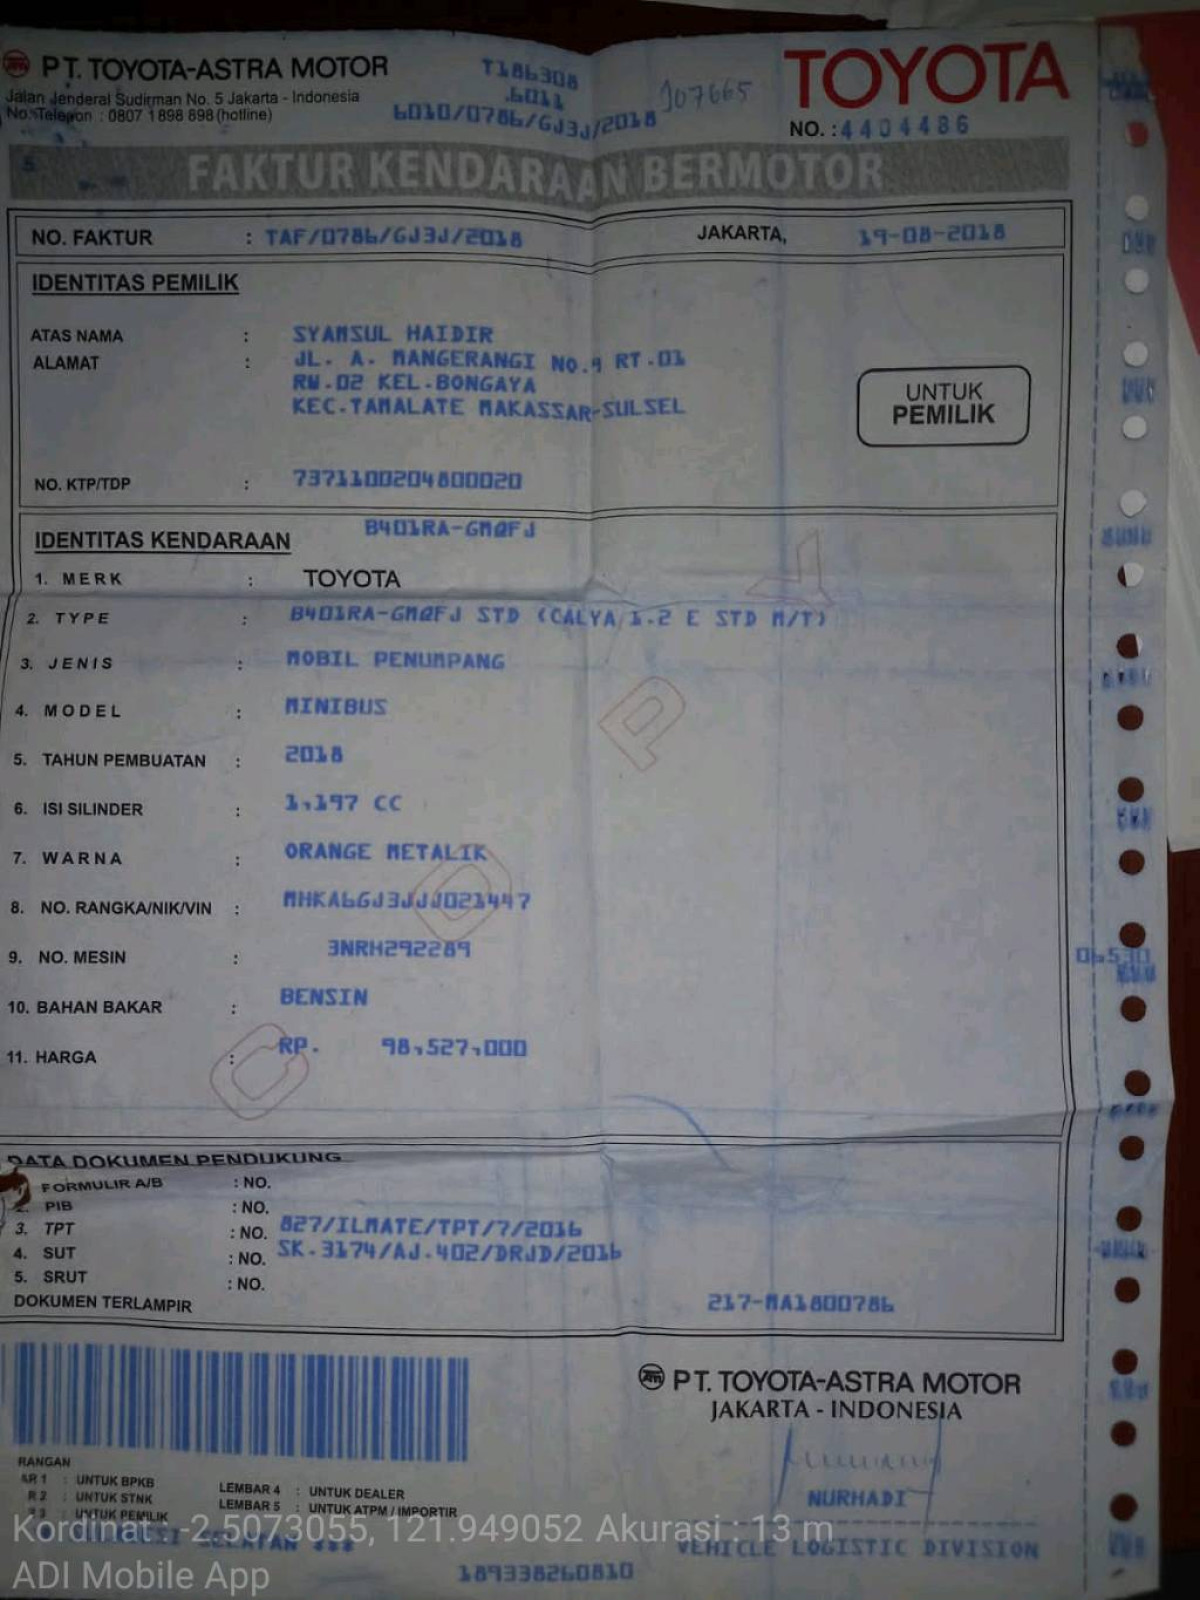 PT. TOYOTA-ASTRA MOTOR
Jalan Jenderal Sudirman No. 5 Jakarta - Indonesia
No. Telepon : 0807 1898 898 (hotline)
T186308
.6011
6010/0786/GJ3J/2018
107665
TOYOTA
NO. : 4404486
FAKTUR KENDARAAN BERMOTOR
NO. FAKTUR : TAF/0786/GJ3J/2018 JAKARTA, 19-08-2018
IDENTITAS PEMILIK
ATAS NAMA : SYAMSUL HAIDIR
ALAMAT : JL. A. MANGERANGI NO.9 RT.01
RW.02 KEL.BONGAYA
KEC.TAMALATE MAKASSAR-SULSEL
UNTUK
PEMILIK
NO. KTP/TDP : 7371100204800020
IDENTITAS KENDARAAN B401RA-GMQFJ
1. MERK : TOYOTA
2. TYPE : B401RA-GMQFJ STD (CALYA 1.2 E STD M/T)
3. JENIS : MOBIL PENUMPANG
4. MODEL : MINIBUS
5. TAHUN PEMBUATAN : 2018
6. ISI SILINDER : 1,197 CC
7. WARNA : ORANGE METALIK
8. NO. RANGKA/NIK/VIN : MHKA6GJ3JJJ021447
9. NO. MESIN : 3NRH292289
10. BAHAN BAKAR : BENSIN
11. HARGA : RP. 98,527,000
COPY
DATA DOKUMEN PENDUKUNG
FORMULIR A/B : NO.
2. PIB : NO.
3. TPT : NO. 827/ILMATE/TPT/7/2016
4. SUT : NO. SK.3174/AJ.402/DRJD/2016
5. SRUT : NO.
DOKUMEN TERLAMPIR 217-MA1800786
PT. TOYOTA-ASTRA MOTOR
JAKARTA - INDONESIA
NURHADI
VEHICLE LOGISTIC DIVISION
RANGAN
AR 1 : UNTUK BPKB
R 2 : UNTUK STNK
R 3 : UNTUK PEMILIK
LEMBAR 4 : UNTUK DEALER
LEMBAR 5 : UNTUK ATPM / IMPORTIR
SELATAN ***
189338260810
Kordinat : -2.5073055, 121.949052 Akurasi : 13 m
ADI Mobile App